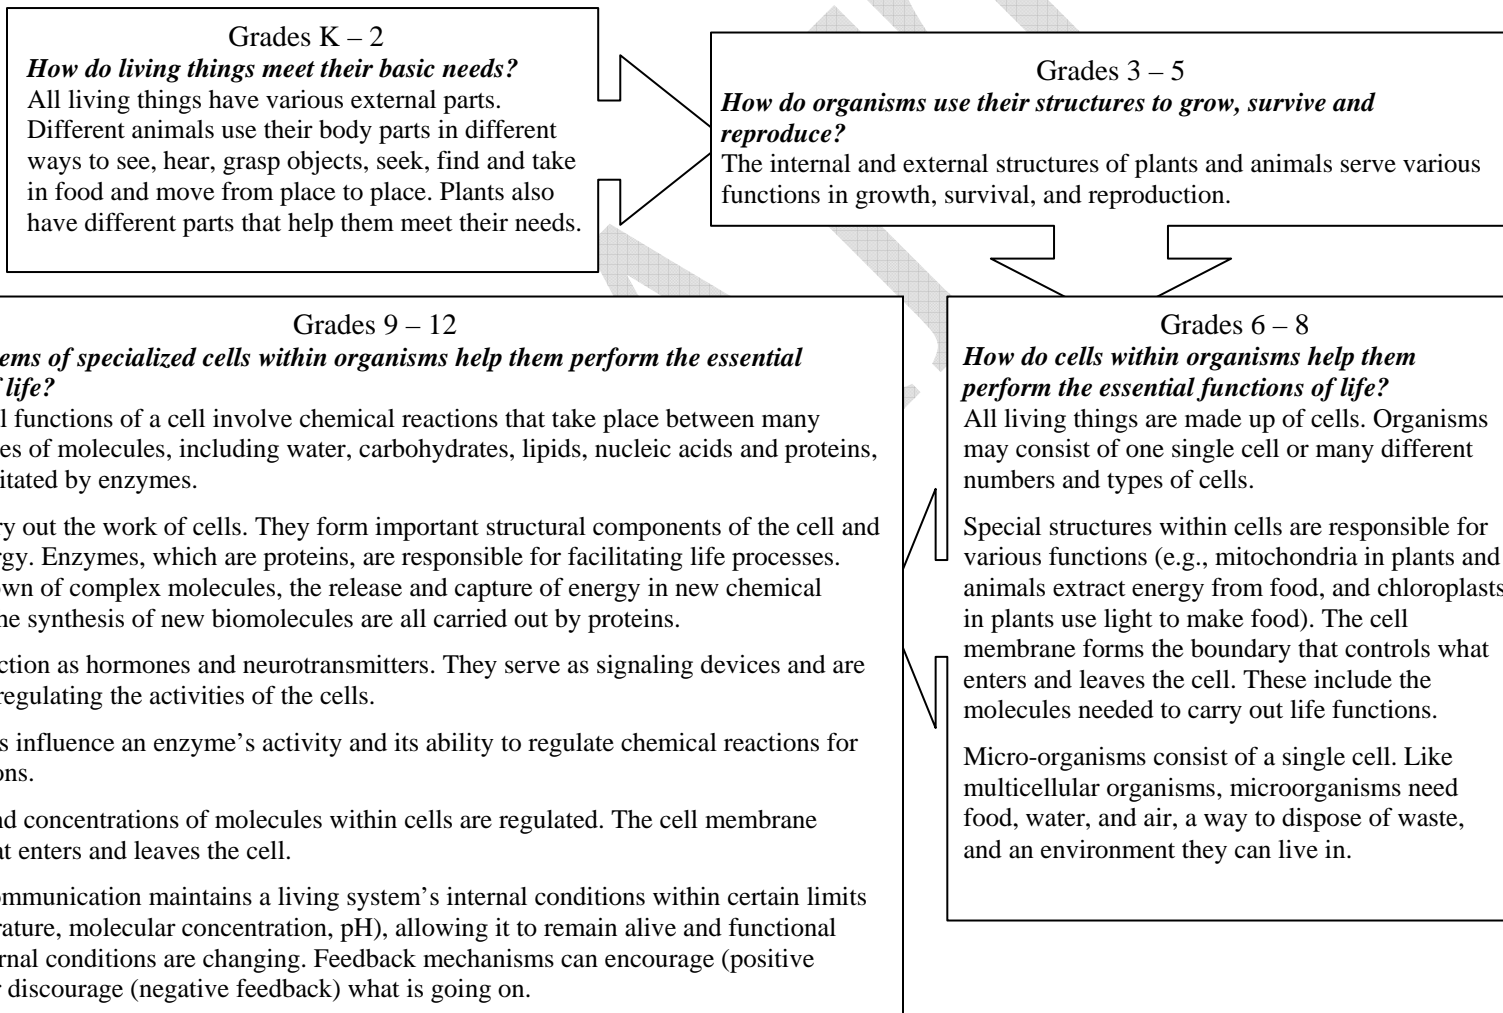 Grades K – 2
How do living things meet their basic needs?
All living things have various external parts.
Different animals use their body parts in different
ways to see, hear, grasp objects, seek, find and take
in food and move from place to place. Plants also
have different parts that help them meet their needs.
Grades 3 – 5
How do organisms use their structures to grow, survive and
reproduce?
The internal and external structures of plants and animals serve various
functions in growth, survival, and reproduction.
Grades 6 – 8
How do cells within organisms help them
perform the essential functions of life?
All living things are made up of cells. Organisms
may consist of one single cell or many different
numbers and types of cells.
Special structures within cells are responsible for
various functions (e.g., mitochondria in plants and
animals extract energy from food, and chloroplasts
in plants use light to make food). The cell
membrane forms the boundary that controls what
enters and leaves the cell. These include the
molecules needed to carry out life functions.
Micro-organisms consist of a single cell. Like
multicellular organisms, microorganisms need
food, water, and air, a way to dispose of waste,
and an environment they can live in.
Grades 9 – 12
ems of specialized cells within organisms help them perform the essential
life?
l functions of a cell involve chemical reactions that take place between many
es of molecules, including water, carbohydrates, lipids, nucleic acids and proteins,
itated by enzymes.
ry out the work of cells. They form important structural components of the cell and
rgy. Enzymes, which are proteins, are responsible for facilitating life processes.
wn of complex molecules, the release and capture of energy in new chemical
he synthesis of new biomolecules are all carried out by proteins.
ction as hormones and neurotransmitters. They serve as signaling devices and are
regulating the activities of the cells.
s influence an enzyme’s activity and its ability to regulate chemical reactions for
ons.
nd concentrations of molecules within cells are regulated. The cell membrane
at enters and leaves the cell.
mmunication maintains a living system’s internal conditions within certain limits
rature, molecular concentration, pH), allowing it to remain alive and functional
rnal conditions are changing. Feedback mechanisms can encourage (positive
r discourage (negative feedback) what is going on.